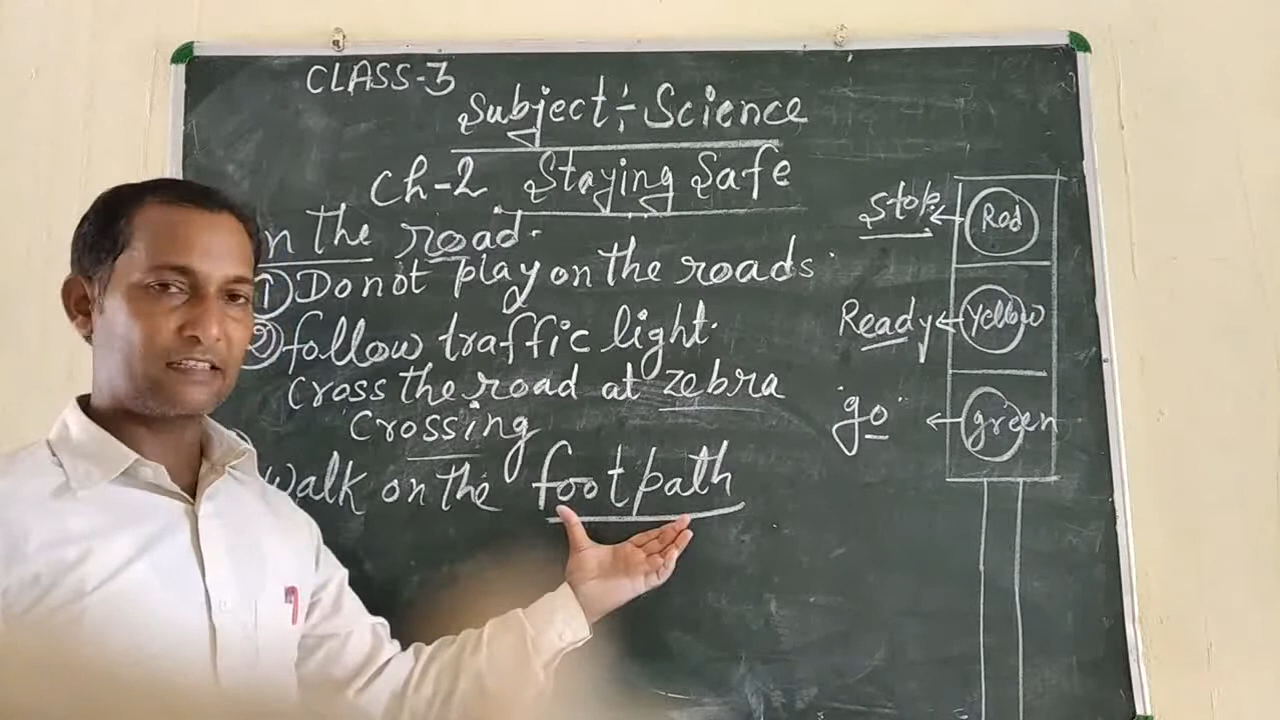 CLASS-3
Subject:- Science
Ch-2 Staying Safe
n the road.
① Do not play on the roads.
② follow traffic light.
Cross the road at zebra
Crossing
Walk on the footpath
Stop. ← Red
Ready ← Yellow
go ← green